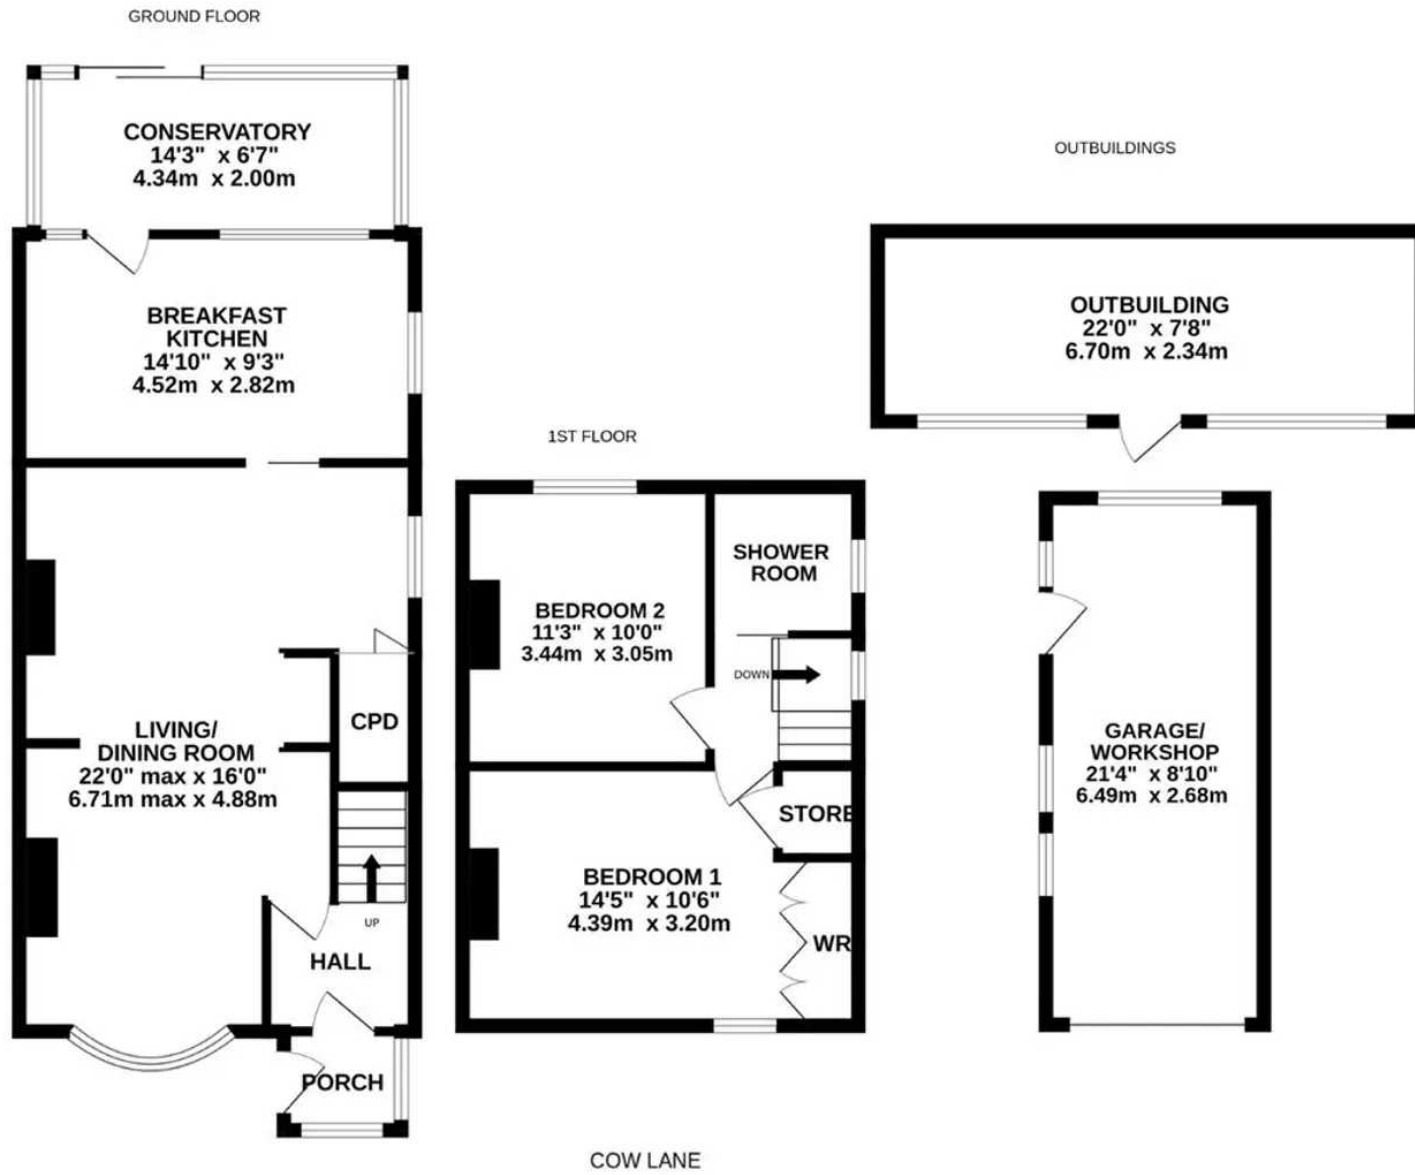 GROUND FLOOR
CONSERVATORY
14'3" x 6'7"
4.34m x 2.00m
BREAKFAST
KITCHEN
14'10" x 9'3"
4.52m x 2.82m
LIVING/
DINING ROOM
22'0" max x 16'0"
6.71m max x 4.88m
CPD
UP
HALL
PORCH
1ST FLOOR
SHOWER
ROOM
BEDROOM 2
11'3" x 10'0"
3.44m x 3.05m
DOWN
STORE
BEDROOM 1
14'5" x 10'6"
4.39m x 3.20m
WR
OUTBUILDINGS
OUTBUILDING
22'0" x 7'8"
6.70m x 2.34m
GARAGE/
WORKSHOP
21'4" x 8'10"
6.49m x 2.68m
COW LANE